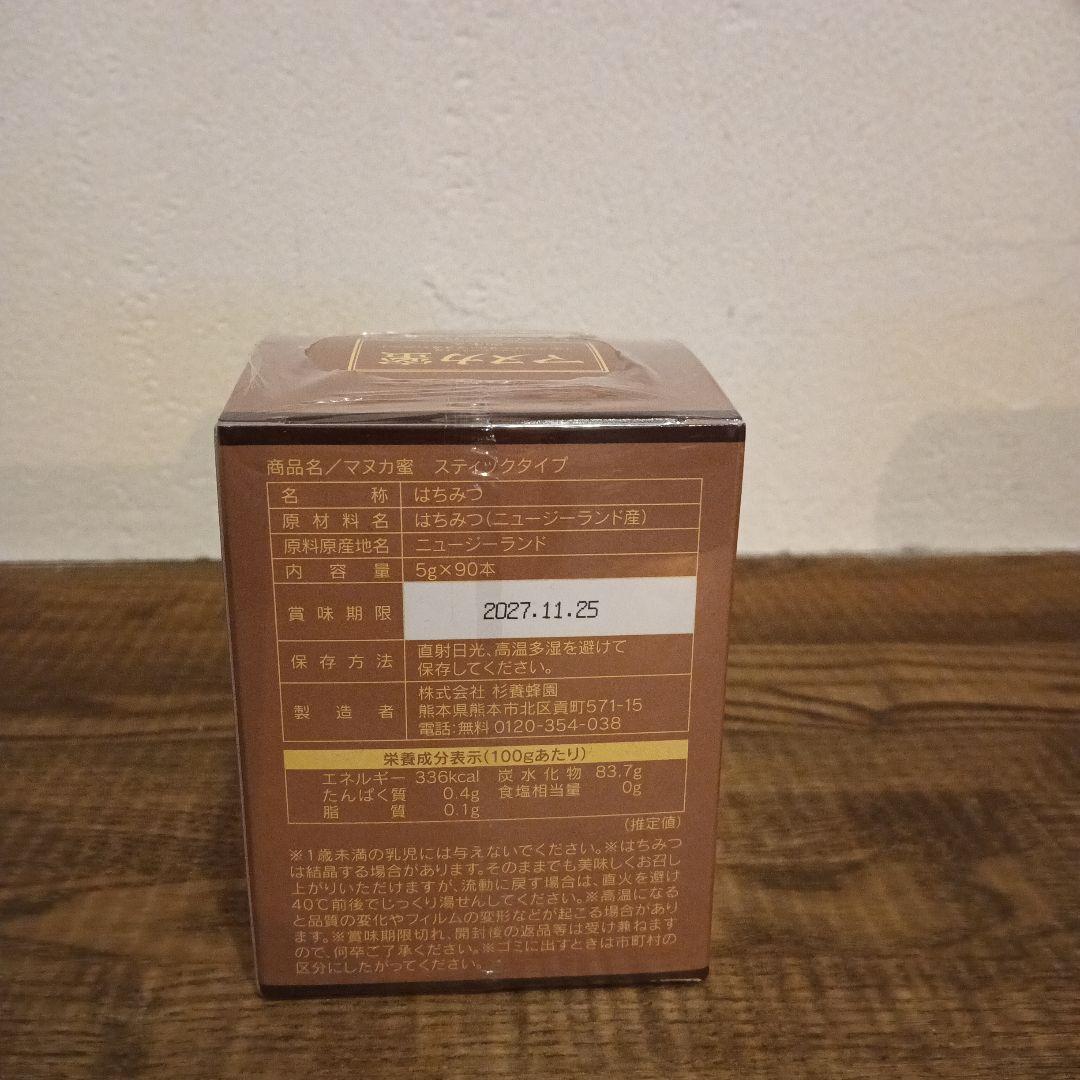 マヌカ蜜
商品名／マヌカ蜜　スティックタイプ
名称 はちみつ
原材料名 はちみつ(ニュージーランド産)
原料原産地名 ニュージーランド
内容量 5g×90本
賞味期限 2027.11.25
保存方法 直射日光、高温多湿を避けて
保存してください。
製造者 株式会社 杉養蜂園
熊本県熊本市北区貢町571-15
電話:無料 0120-354-038
栄養成分表示(100gあたり)
エネルギー 336kcal 炭水化物 83.7g
たんぱく質 0.4g 食塩相当量 0g
脂質 0.1g
(推定値)
※1歳未満の乳児には与えないでください。※はちみつ
は結晶する場合があります。そのままでも美味しくお召し
上がりいただけますが、流動に戻す場合は、直火を避け
40℃前後でじっくり湯せんしてください。※高温になる
と品質の変化やフィルムの変形などが起こる場合があり
ます。※賞味期限切れ、開封後の返品等は受け兼ねます
ので、何卒ご了承ください。※ゴミに出すときは市町村の
区分にしたがってください。